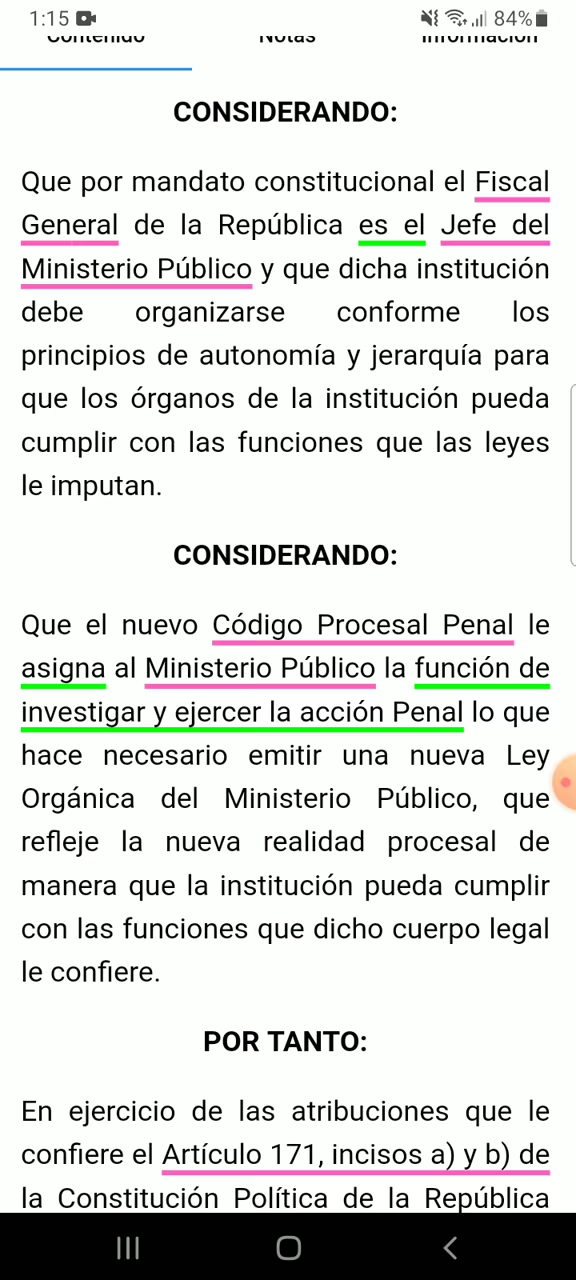 1:15 84%
Contenido Notas Información
CONSIDERANDO:
Que por mandato constitucional el Fiscal
General de la República es el Jefe del
Ministerio Público y que dicha institución
debe organizarse conforme los
principios de autonomía y jerarquía para
que los órganos de la institución pueda
cumplir con las funciones que las leyes
le imputan.
CONSIDERANDO:
Que el nuevo Código Procesal Penal le
asigna al Ministerio Público la función de
investigar y ejercer la acción Penal lo que
hace necesario emitir una nueva Ley
Orgánica del Ministerio Público, que
refleje la nueva realidad procesal de
manera que la institución pueda cumplir
con las funciones que dicho cuerpo legal
le confiere.
POR TANTO:
En ejercicio de las atribuciones que le
confiere el Artículo 171, incisos a) y b) de
la Constitución Política de la República